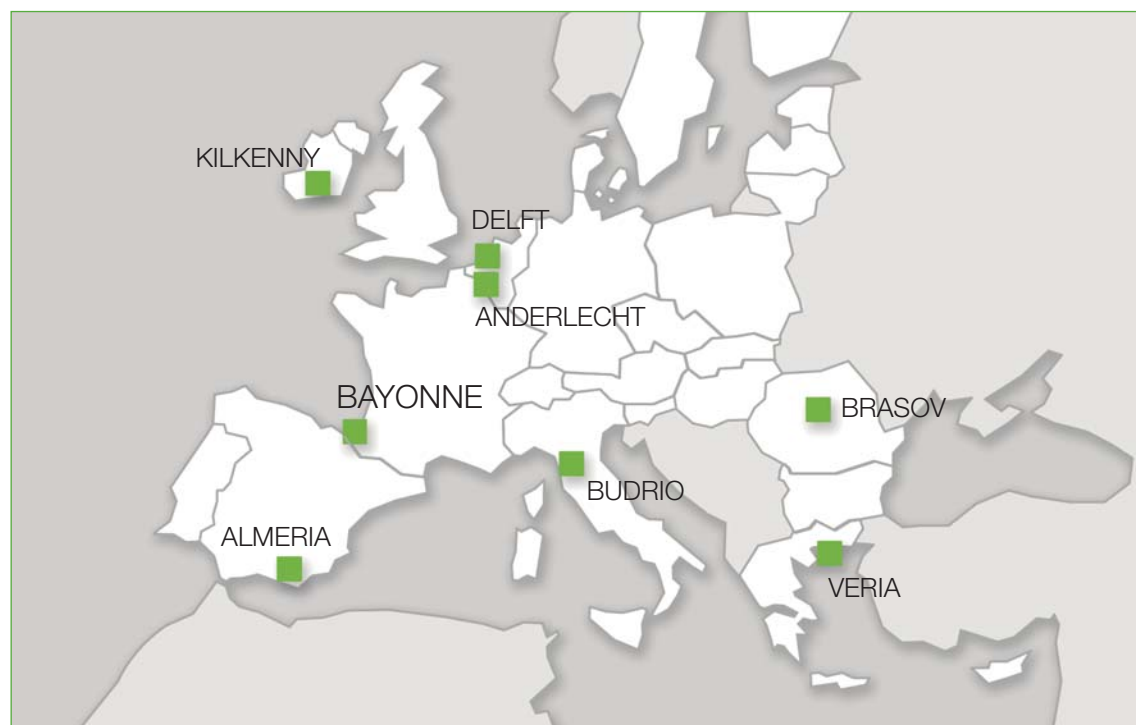 KILKENNY
DELFT
ANDERLECHT
BAYONNE
BRASOV
BUDRIO
ALMERIA
VERIA